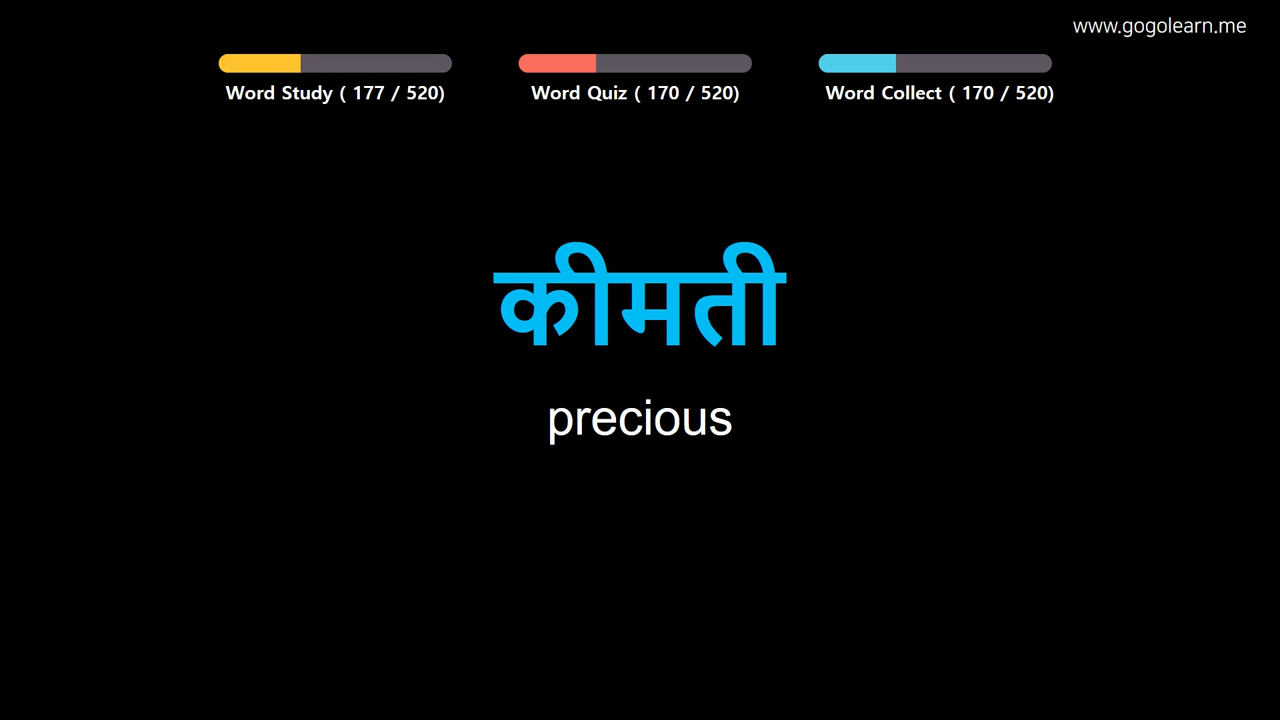 www.gogolearn.me
Word Study ( 177 / 520)
Word Quiz ( 170 / 520)
Word Collect ( 170 / 520)
कीमती
precious